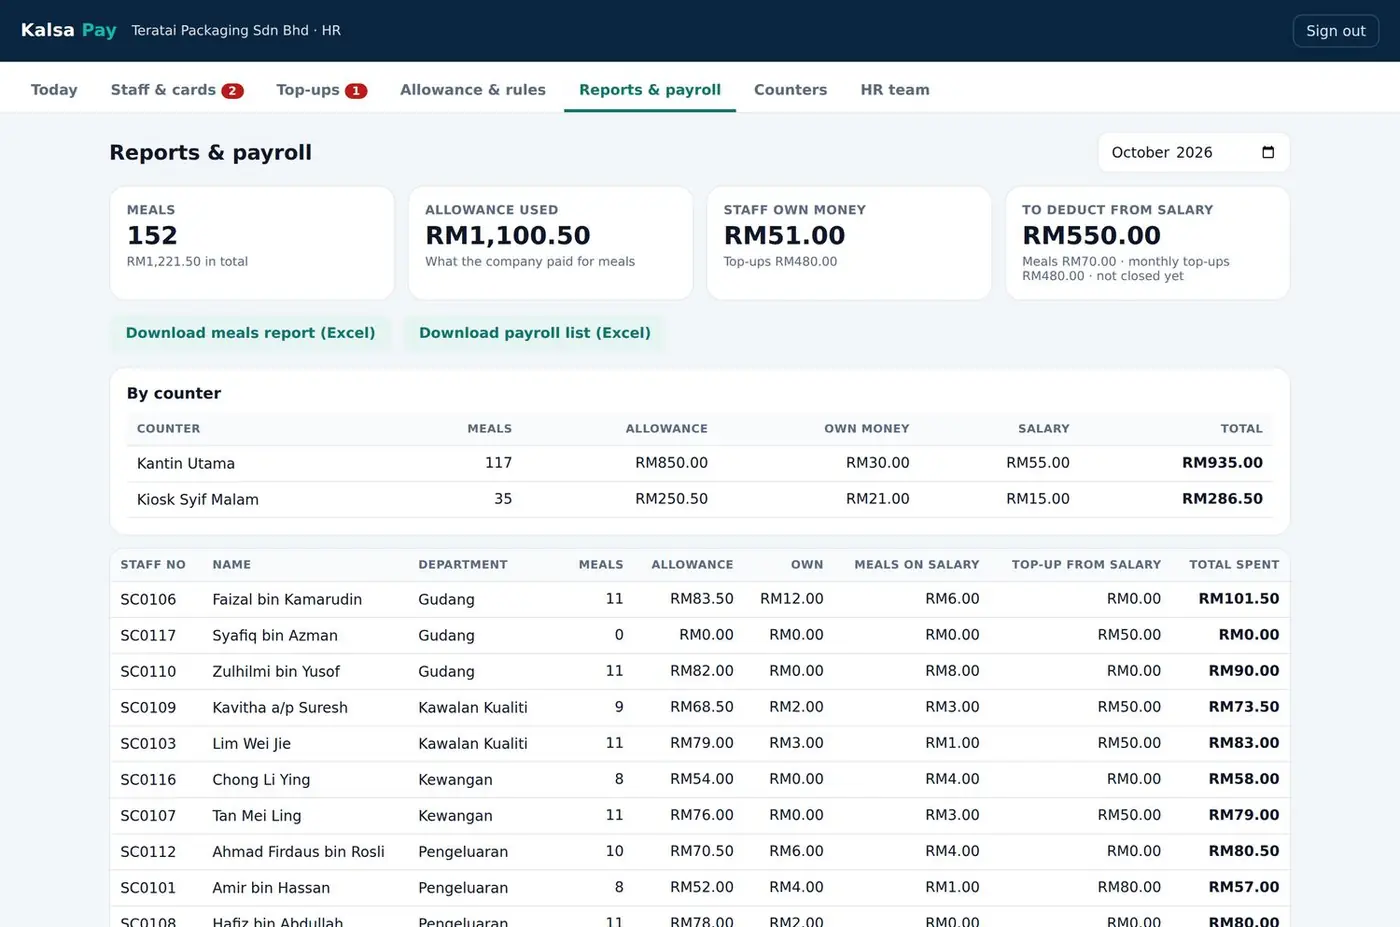 Kalsa Pay Teratai Packaging Sdn Bhd · HR Sign out
Today Staff & cards 2 Top-ups 1 Allowance & rules Reports & payroll Counters HR team
Reports & payroll October 2026
MEALS ALLOWANCE USED STAFF OWN MONEY TO DEDUCT FROM SALARY
152 RM1,100.50 RM51.00 RM550.00
RM1,221.50 in total What the company paid for meals Top-ups RM480.00 Meals RM70.00 · monthly top-ups
RM480.00 · not closed yet
Download meals report (Excel) Download payroll list (Excel)
By counter
COUNTER MEALS ALLOWANCE OWN MONEY SALARY TOTAL
Kantin Utama 117 RM850.00 RM30.00 RM55.00 RM935.00
Kiosk Syif Malam 35 RM250.50 RM21.00 RM15.00 RM286.50
STAFF NO NAME DEPARTMENT MEALS ALLOWANCE OWN MEALS ON SALARY TOP-UP FROM SALARY TOTAL SPENT
SC0106 Faizal bin Kamarudin Gudang 11 RM83.50 RM12.00 RM6.00 RM0.00 RM101.50
SC0117 Syafiq bin Azman Gudang 0 RM0.00 RM0.00 RM0.00 RM50.00 RM0.00
SC0110 Zulhilmi bin Yusof Gudang 11 RM82.00 RM0.00 RM8.00 RM0.00 RM90.00
SC0109 Kavitha a/p Suresh Kawalan Kualiti 9 RM68.50 RM2.00 RM3.00 RM50.00 RM73.50
SC0103 Lim Wei Jie Kawalan Kualiti 11 RM79.00 RM3.00 RM1.00 RM50.00 RM83.00
SC0116 Chong Li Ying Kewangan 8 RM54.00 RM0.00 RM4.00 RM0.00 RM58.00
SC0107 Tan Mei Ling Kewangan 11 RM76.00 RM0.00 RM3.00 RM50.00 RM79.00
SC0112 Ahmad Firdaus bin Rosli Pengeluaran 10 RM70.50 RM6.00 RM4.00 RM0.00 RM80.50
SC0101 Amir bin Hassan Pengeluaran 8 RM52.00 RM4.00 RM1.00 RM80.00 RM57.00
SC0108 Hafiz bin Abdullah Pengeluaran 11 RM78.00 RM2.00 RM0.00 RM0.00 RM80.00